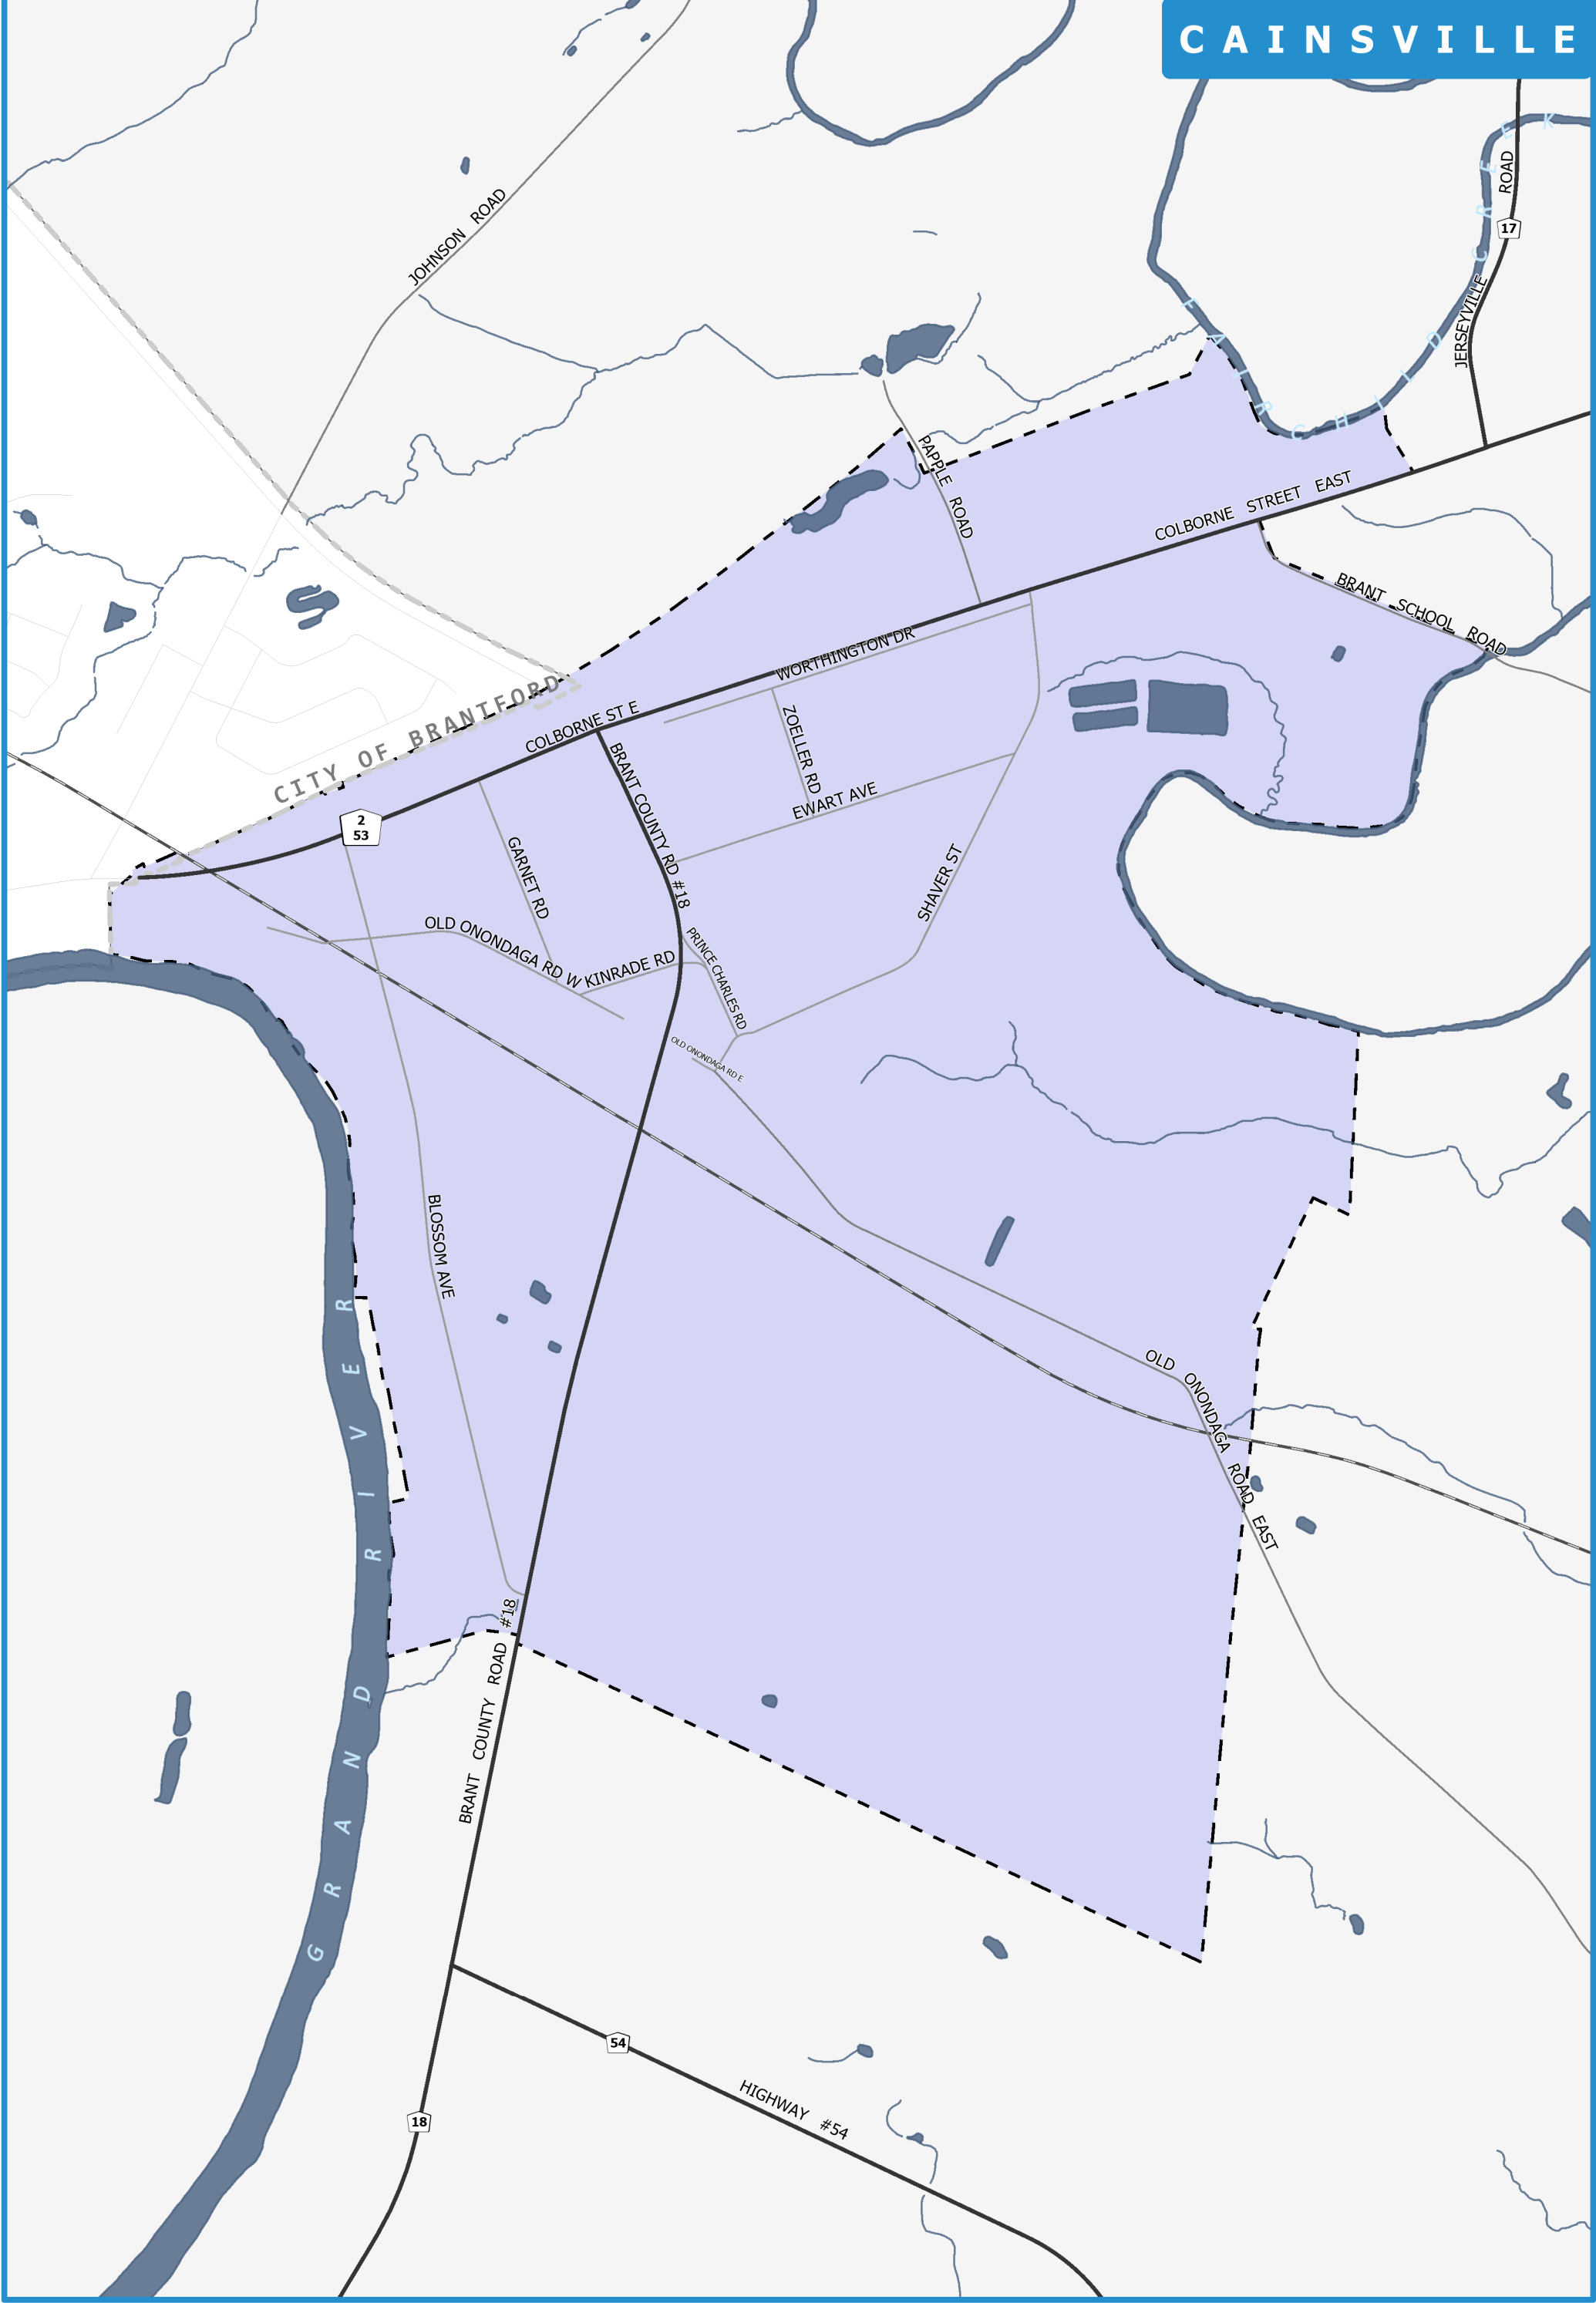 CAINSVILLE
FAIRCHILD CREEK
JERSEYVILLE ROAD
17
JOHNSON ROAD
PAPPLE ROAD
COLBORNE STREET EAST
BRANT SCHOOL ROAD
WORTHINGTON DR
CITY OF BRANTFORD
COLBORNE ST E
ZOELLER RD
BRANT COUNTY RD #18
EWART AVE
2
53
GARNET RD
SHAVER ST
OLD ONONDAGA RD W
KINRADE RD
PRINCE CHARLES RD
OLD ONONDAGA RD E
BLOSSOM AVE
GRAND RIVER
OLD ONONDAGA ROAD EAST
BRANT COUNTY ROAD #18
54
HIGHWAY #54
18